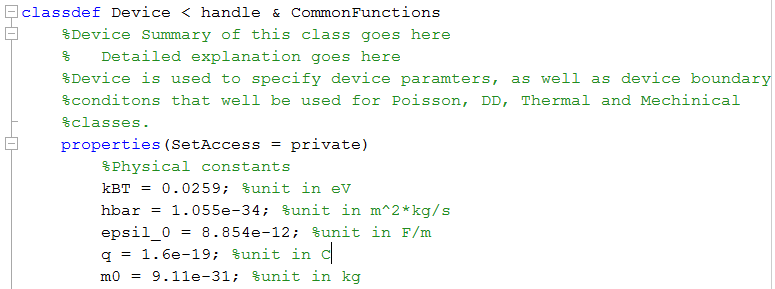 classdef Device < handle & CommonFunctions
%Device Summary of this class goes here
%   Detailed explanation goes here
%Device is used to specify device paramters, as well as device boundary
%conditons that well be used for Poisson, DD, Thermal and Mechinical
%classes.
properties(SetAccess = private)
%Physical constants
kBT = 0.0259; %unit in eV
hbar = 1.055e-34; %unit in m^2*kg/s
epsil_0 = 8.854e-12; %unit in F/m
q = 1.6e-19; %unit in C
m0 = 9.11e-31; %unit in kg